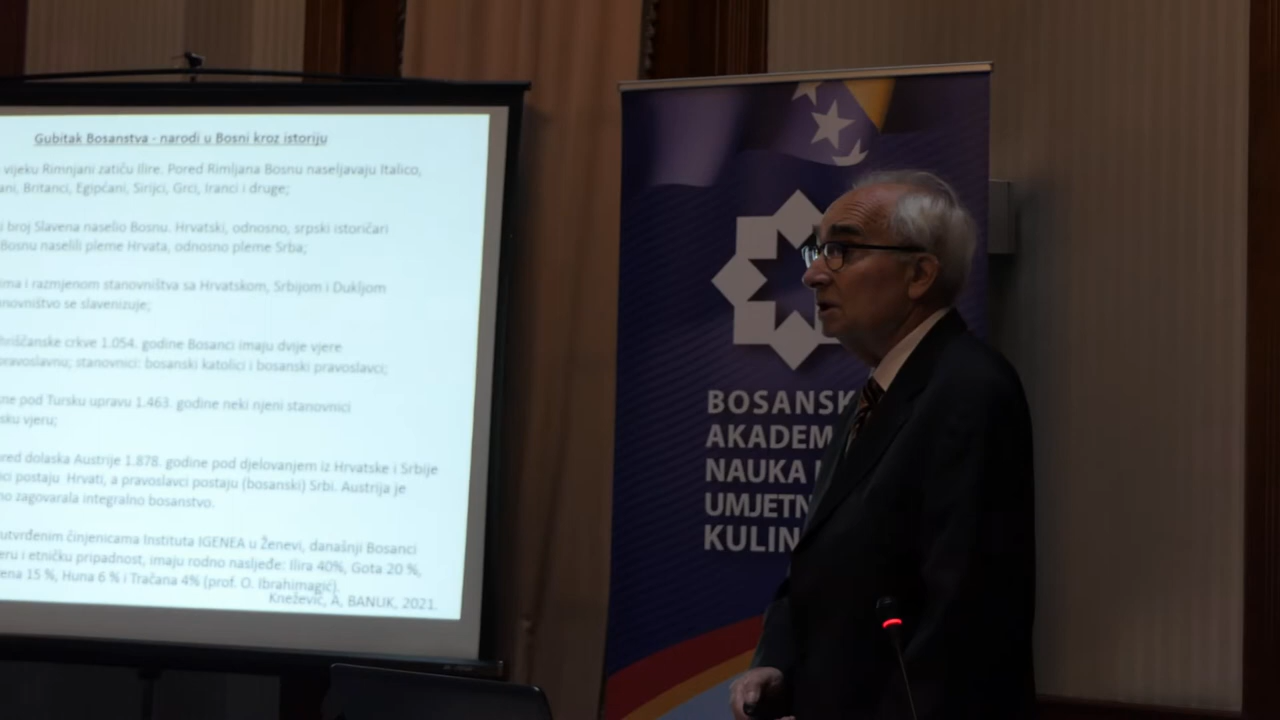 Gubitak Bosanstva - narodi u Bosni kroz istoriju
vijeku Rimnjani zatiču Ilire. Pored Rimljana Bosnu naseljavaju Italico,
ani, Britanci, Egipćani, Sirijci, Grci, Iranci i druge;
i broj Slavena naselio Bosnu. Hrvatski, odnosno, srpski istoričari
Bosnu naselili pleme Hrvata, odnosno pleme Srba;
ima i razmjenom stanovništva sa Hrvatskom, Srbijom i Dukljom
novništvo se slavenizuje;
hrišćanske crkve 1.054. godine Bosanci imaju dvije vjere
pravoslavnu; stanovnici: bosanski katolici i bosanski pravoslavci;
ne pod Tursku upravu 1.463. godine neki njeni stanovnici
sku vjeru;
red dolaska Austrije 1.878. godine pod djelovanjem iz Hrvatske i Srbije
ici postaju Hrvati, a pravoslavci postaju (bosanski) Srbi. Austrija je
no zagovarala integralno bosanstvo.
utvrđenim činjenicama Instituta IGENEA u Ženevi, današnji Bosanci
eru i etničku pripadnost, imaju rodno nasljeđe: Ilira 40%, Gota 20 %,
ena 15 %, Huna 6 % i Tračana 4% (prof. O. Ibrahimagić).
Knežević, A, BANUK, 2021.
BOSANSK
AKADEM
NAUKA
UMJETN
KULIN